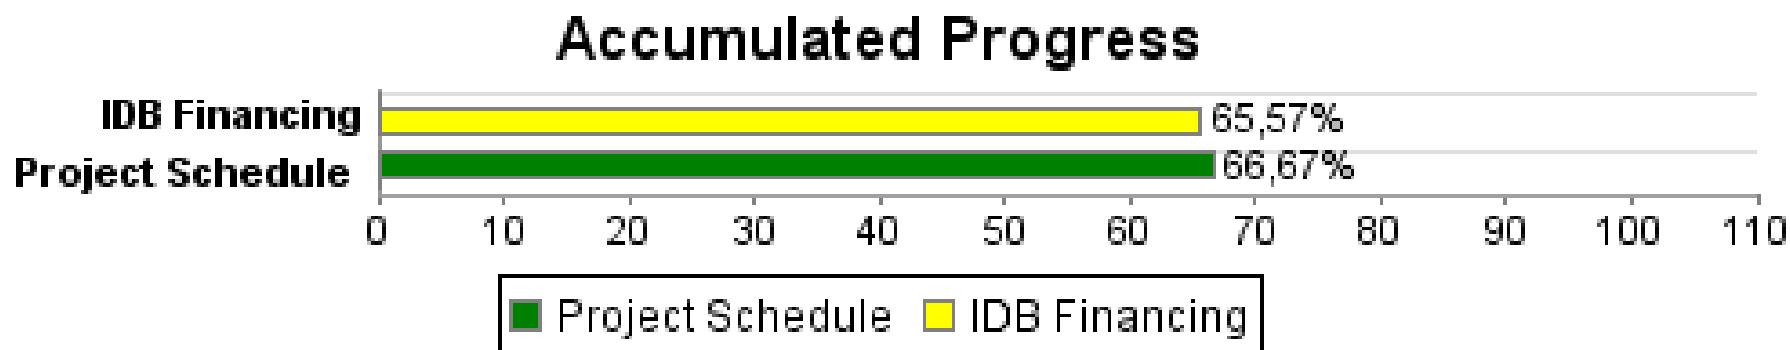 Accumulated Progress
IDB Financing 65,57%
Project Schedule 66,67%
0 10 20 30 40 50 60 70 80 90 100 110
Project Schedule IDB Financing